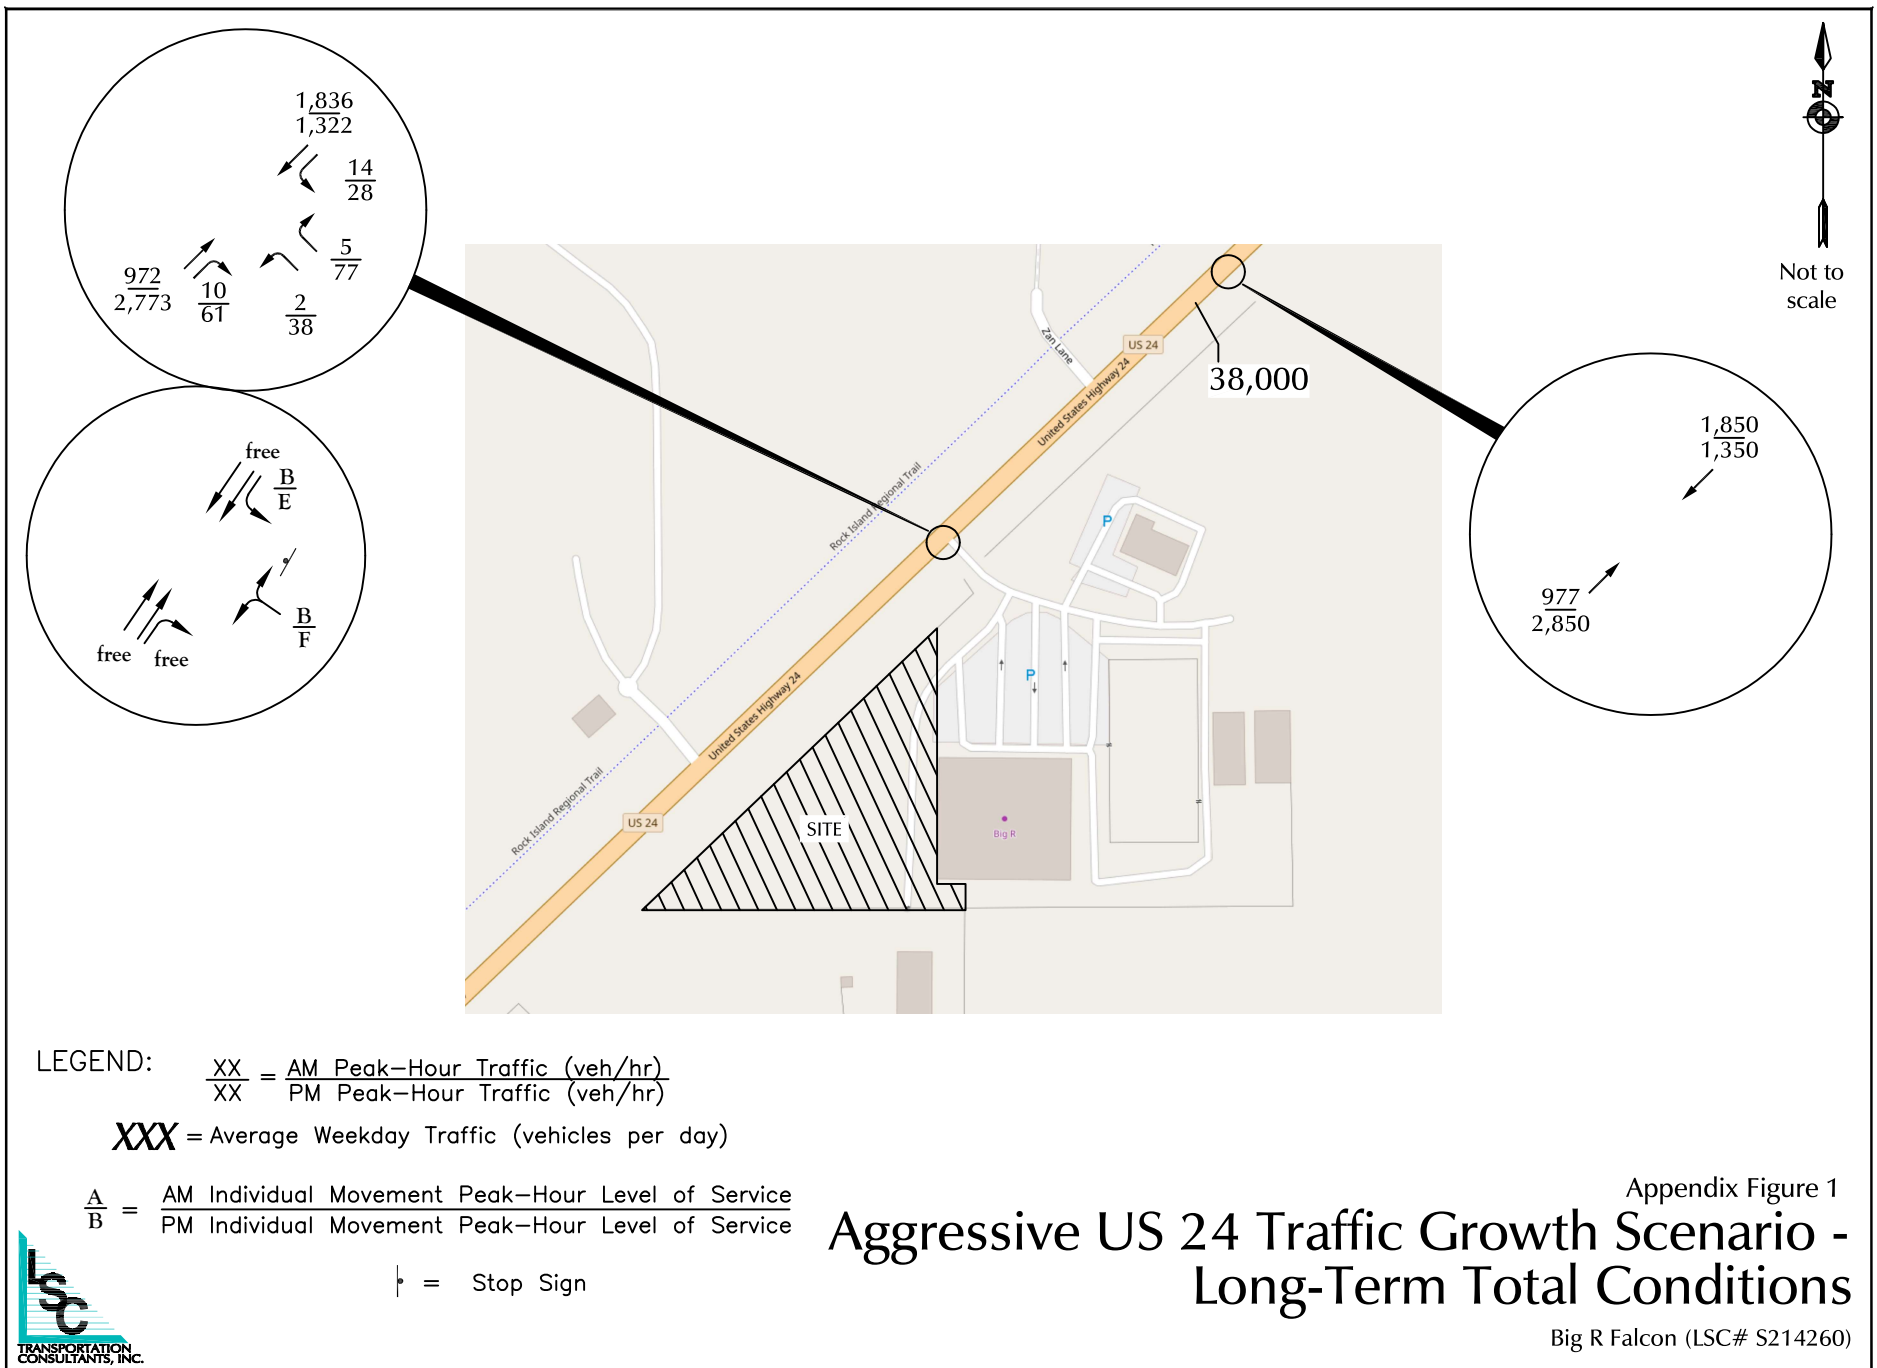 1,836
1,322
14
28
5
77
972
2,773
10
61
2
38
free
B
E
B
F
free
free
N
Not to
scale
Zan Lane
US 24
United States Highway 24
38,000
Rock Island Regional Trail
P
P
United States Highway 24
Rock Island Regional Trail
US 24
SITE
Big R
1,850
1,350
977
2,850
LEGEND:
XX = AM Peak-Hour Traffic (veh/hr)
XX PM Peak-Hour Traffic (veh/hr)
XXX = Average Weekday Traffic (vehicles per day)
A = AM Individual Movement Peak-Hour Level of Service
B PM Individual Movement Peak-Hour Level of Service
= Stop Sign
LSC
TRANSPORTATION
CONSULTANTS, INC.
Appendix Figure 1
Aggressive US 24 Traffic Growth Scenario -
Long-Term Total Conditions
Big R Falcon (LSC# S214260)